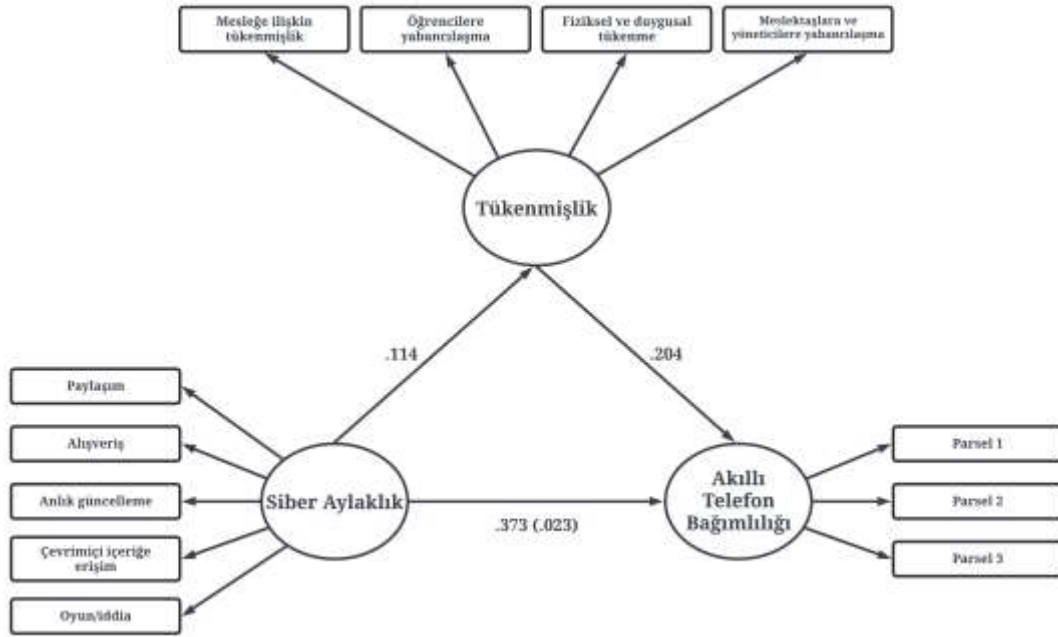 Mesleğe ilişkin
tükenmişlik
Öğrencilere
yabancılaşma
Fiziksel ve duygusal
tükenme
Meslektaşlara ve
yöneticilere yabancılaşma
Tükenmişlik
.114
.204
Paylaşım
Alışveriş
Anlık güncelleme
Çevrimiçi içeriğe
erişim
Oyun/iddia
Siber Aylaklık
.373 (.023)
Akıllı
Telefon
Bağımlılığı
Parsel 1
Parsel 2
Parsel 3